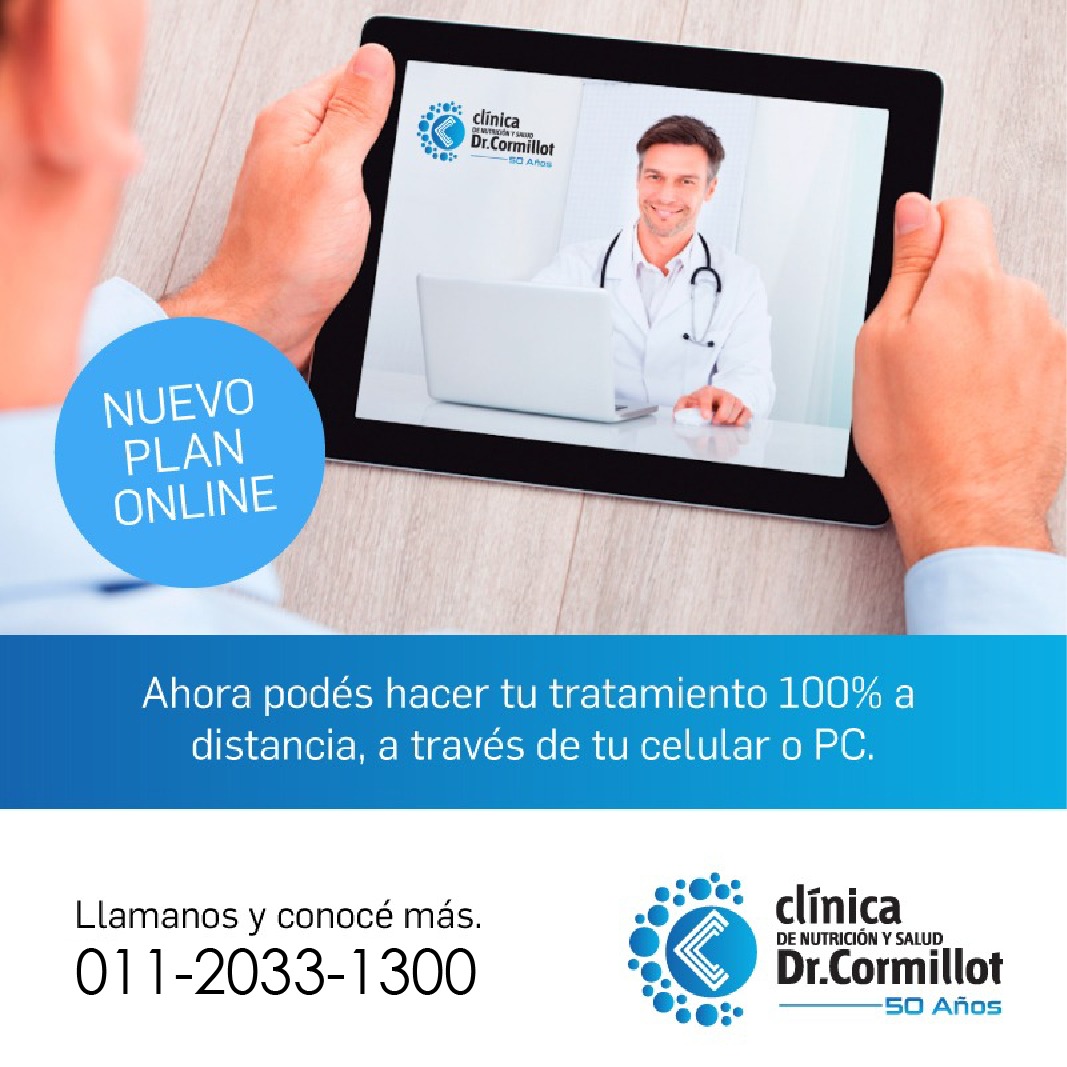 clínica
DE NUTRICIÓN Y SALUD
Dr.Cormillot
50 Años
NUEVO
PLAN
ONLINE
Ahora podés hacer tu tratamiento 100% a
distancia, a través de tu celular o PC.
Llamanos y conocé más.
011-2033-1300
clínica
DE NUTRICIÓN Y SALUD
Dr.Cormillot
50 Años